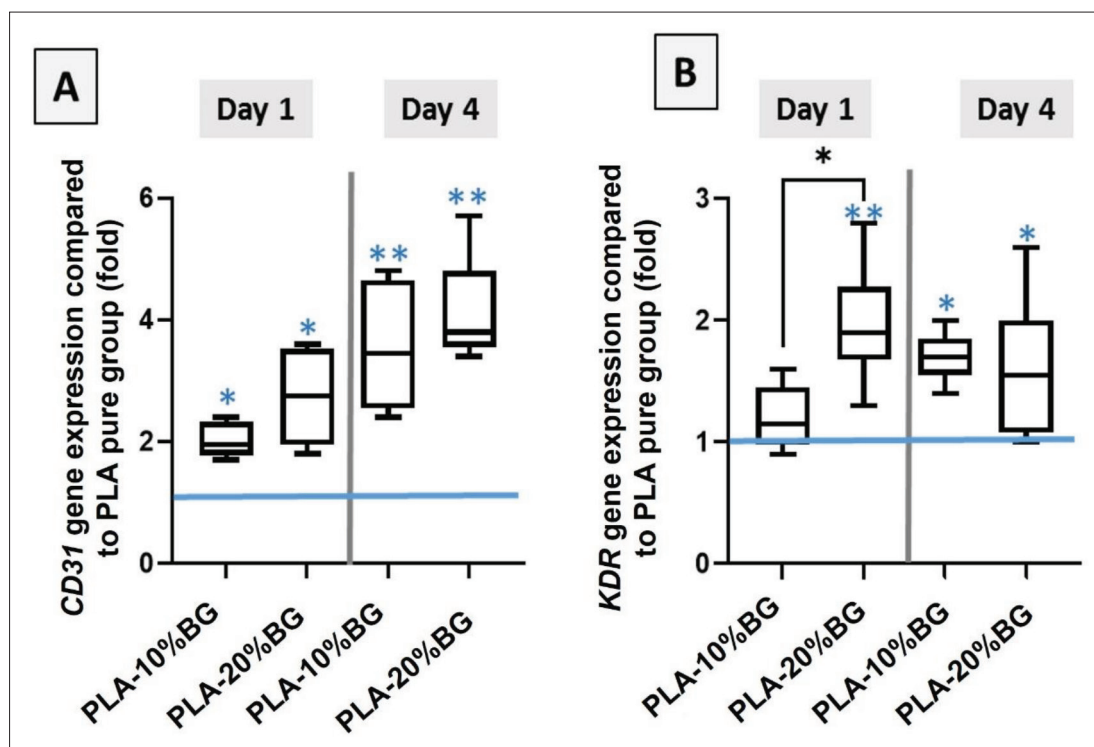 A
Day 1
Day 4
CD31 gene expression compared
to PLA pure group (fold)
6
4
2
0
*
*
**
**
PLA-10%BG
PLA-20%BG
PLA-10%BG
PLA-20%BG
B
Day 1
Day 4
KDR gene expression compared
to PLA pure group (fold)
3
2
1
0
*
**
*
*
PLA-10%BG
PLA-20%BG
PLA-10%BG
PLA-20%BG